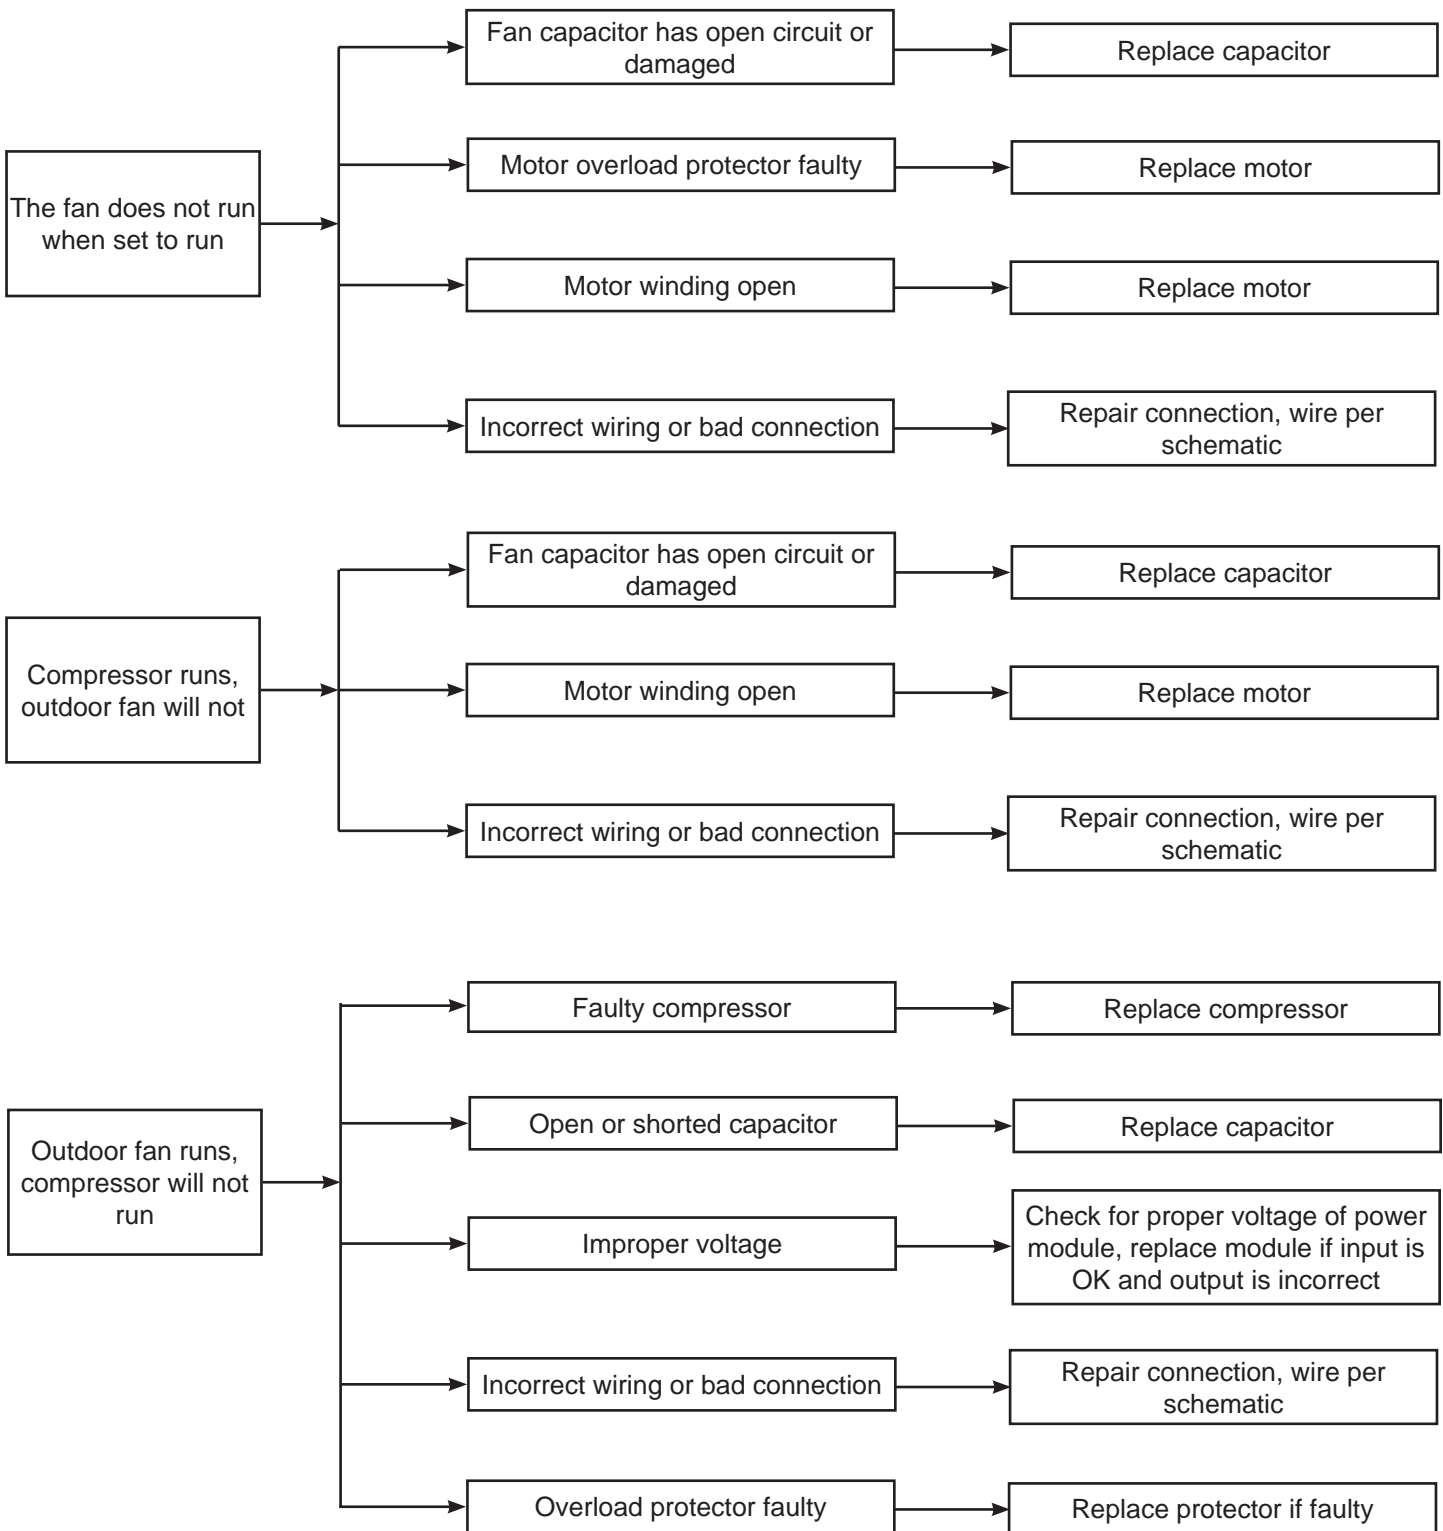 The fan does not run
when set to run
Fan capacitor has open circuit or
damaged
Replace capacitor
Motor overload protector faulty
Replace motor
Motor winding open
Replace motor
Incorrect wiring or bad connection
Repair connection, wire per
schematic
Compressor runs,
outdoor fan will not
Fan capacitor has open circuit or
damaged
Replace capacitor
Motor winding open
Replace motor
Incorrect wiring or bad connection
Repair connection, wire per
schematic
Outdoor fan runs,
compressor will not
run
Faulty compressor
Replace compressor
Open or shorted capacitor
Replace capacitor
Improper voltage
Check for proper voltage of power
module, replace module if input is
OK and output is incorrect
Incorrect wiring or bad connection
Repair connection, wire per
schematic
Overload protector faulty
Replace protector if faulty